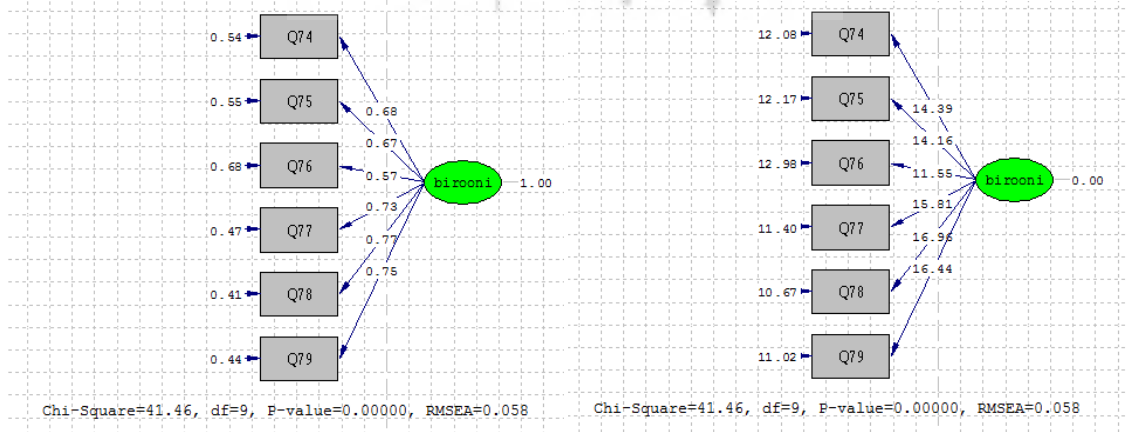 0.54 Q74
0.55 Q75
0.68
0.67
0.68 Q76
0.57
birooni 1.00
0.73
0.47 Q77
0.77
0.75
0.41 Q78
0.44 Q79
Chi-Square=41.46, df=9, P-value=0.00000, RMSEA=0.058
12.08 Q74
12.17 Q75
14.39
14.16
12.98 Q76
11.55
birooni 0.00
15.81
11.40 Q77
16.96
16.44
10.67 Q78
11.02 Q79
Chi-Square=41.46, df=9, P-value=0.00000, RMSEA=0.058